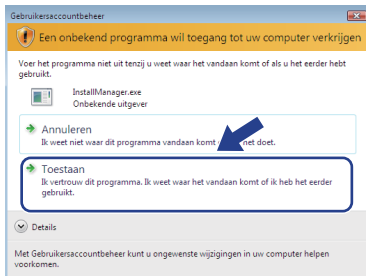 Gebruikersaccountbeheer
Een onbekend programma wil toegang tot uw computer verkrijgen
Voer het programma niet uit tenzij u weet waar het vandaan komt of als u het eerder hebt
gebruikt.
InstallManager.exe
Onbekende uitgever
Annuleren
Ik weet niet waar dit programma vandaan komt net doet.
Toestaan
Ik vertrouw dit programma. Ik weet waar het vandaan komt of ik heb het eerder
gebruikt.
Details
Met Gebruikersaccountbeheer kunt u ongewenste wijzigingen in uw computer helpen
voorkomen.